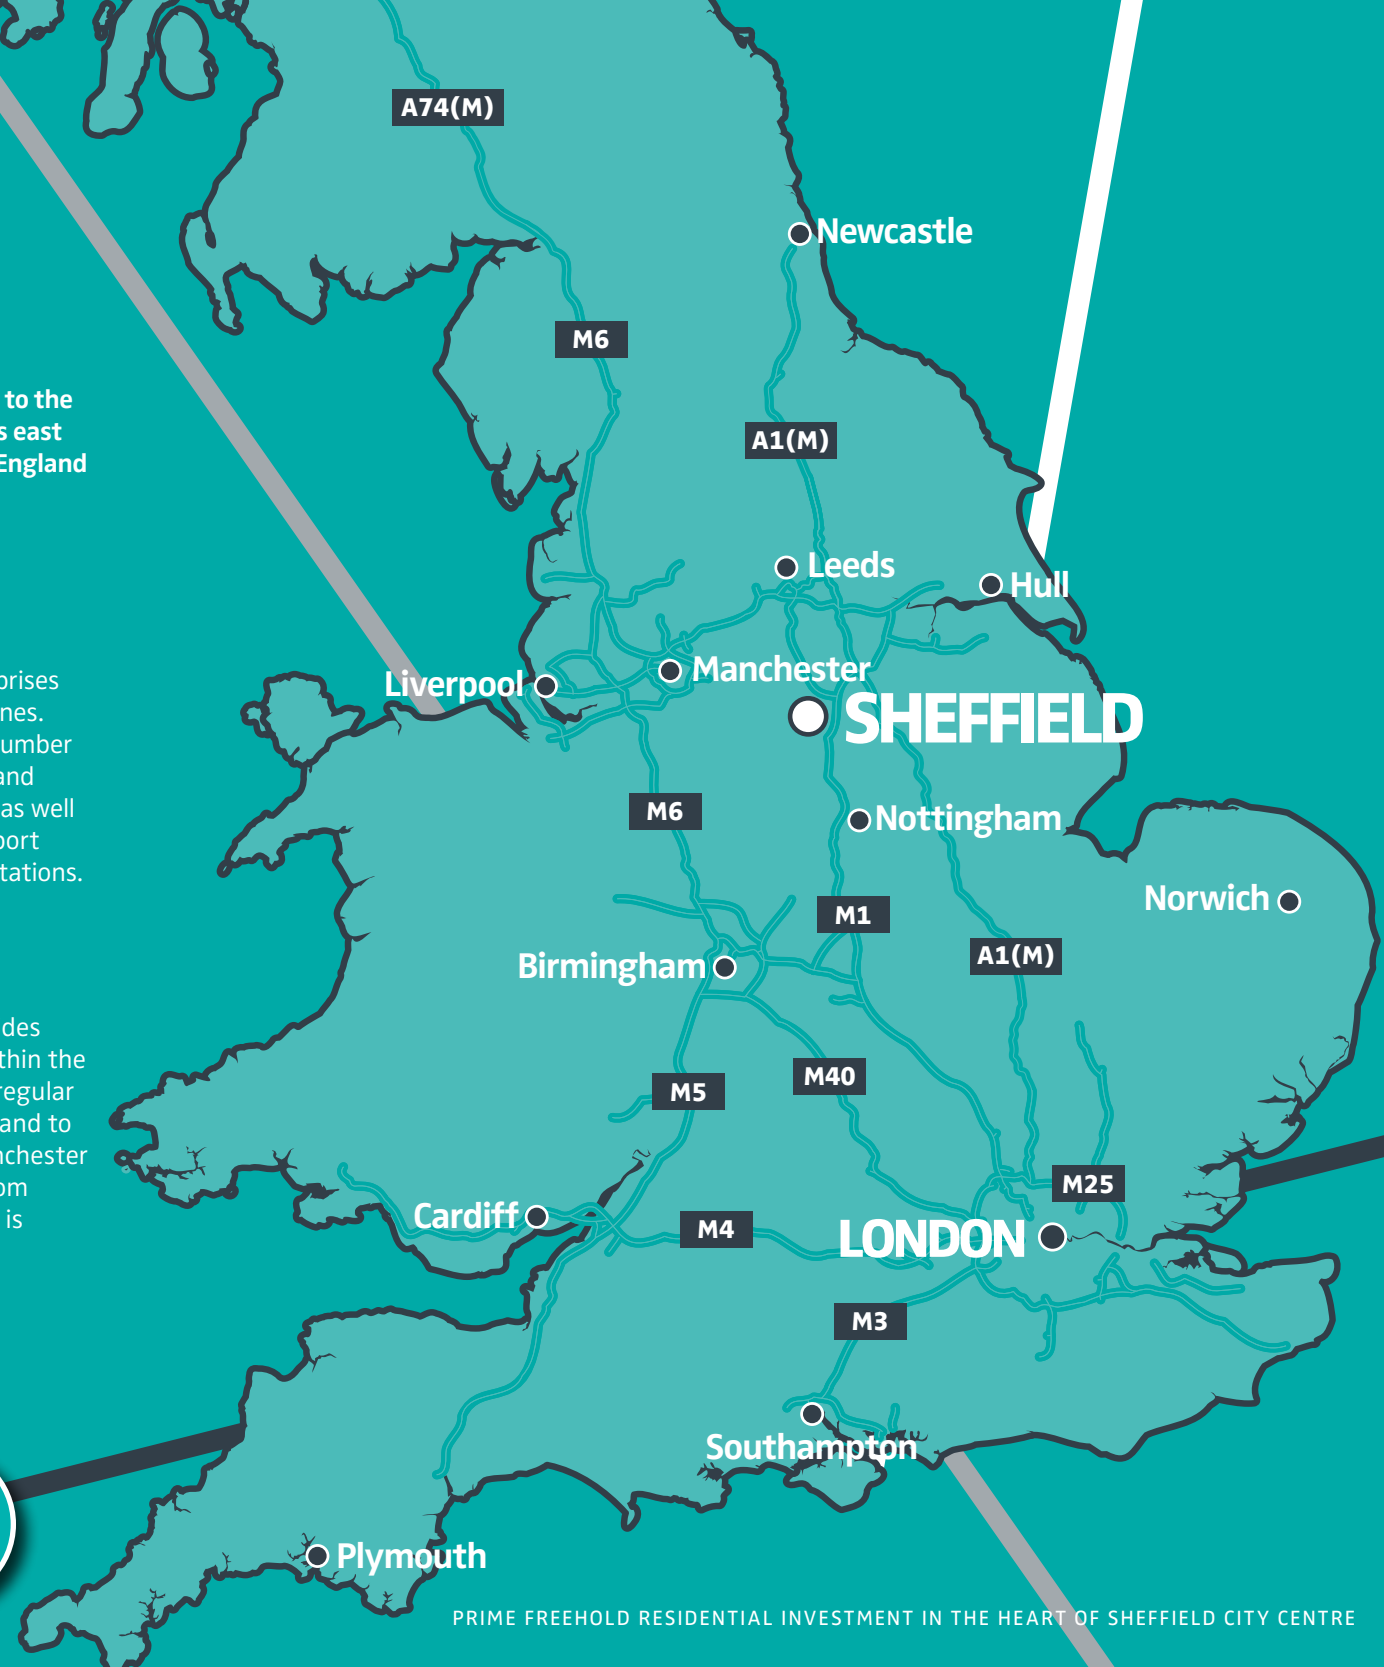 A74(M)
Newcastle
M6
to the
s east
England
A1(M)
Leeds
Hull
Liverpool
Manchester
SHEFFIELD
prises
nes.
umber
and
as well
port
tations.
M6
Nottingham
Norwich
M1
A1(M)
Birmingham
des
thin the
regular
and to
nchester
om
is
M40
M5
M25
Cardiff
M4
LONDON
M3
Southampton
Plymouth
PRIME FREEHOLD RESIDENTIAL INVESTMENT IN THE HEART OF SHEFFIELD CITY CENTRE